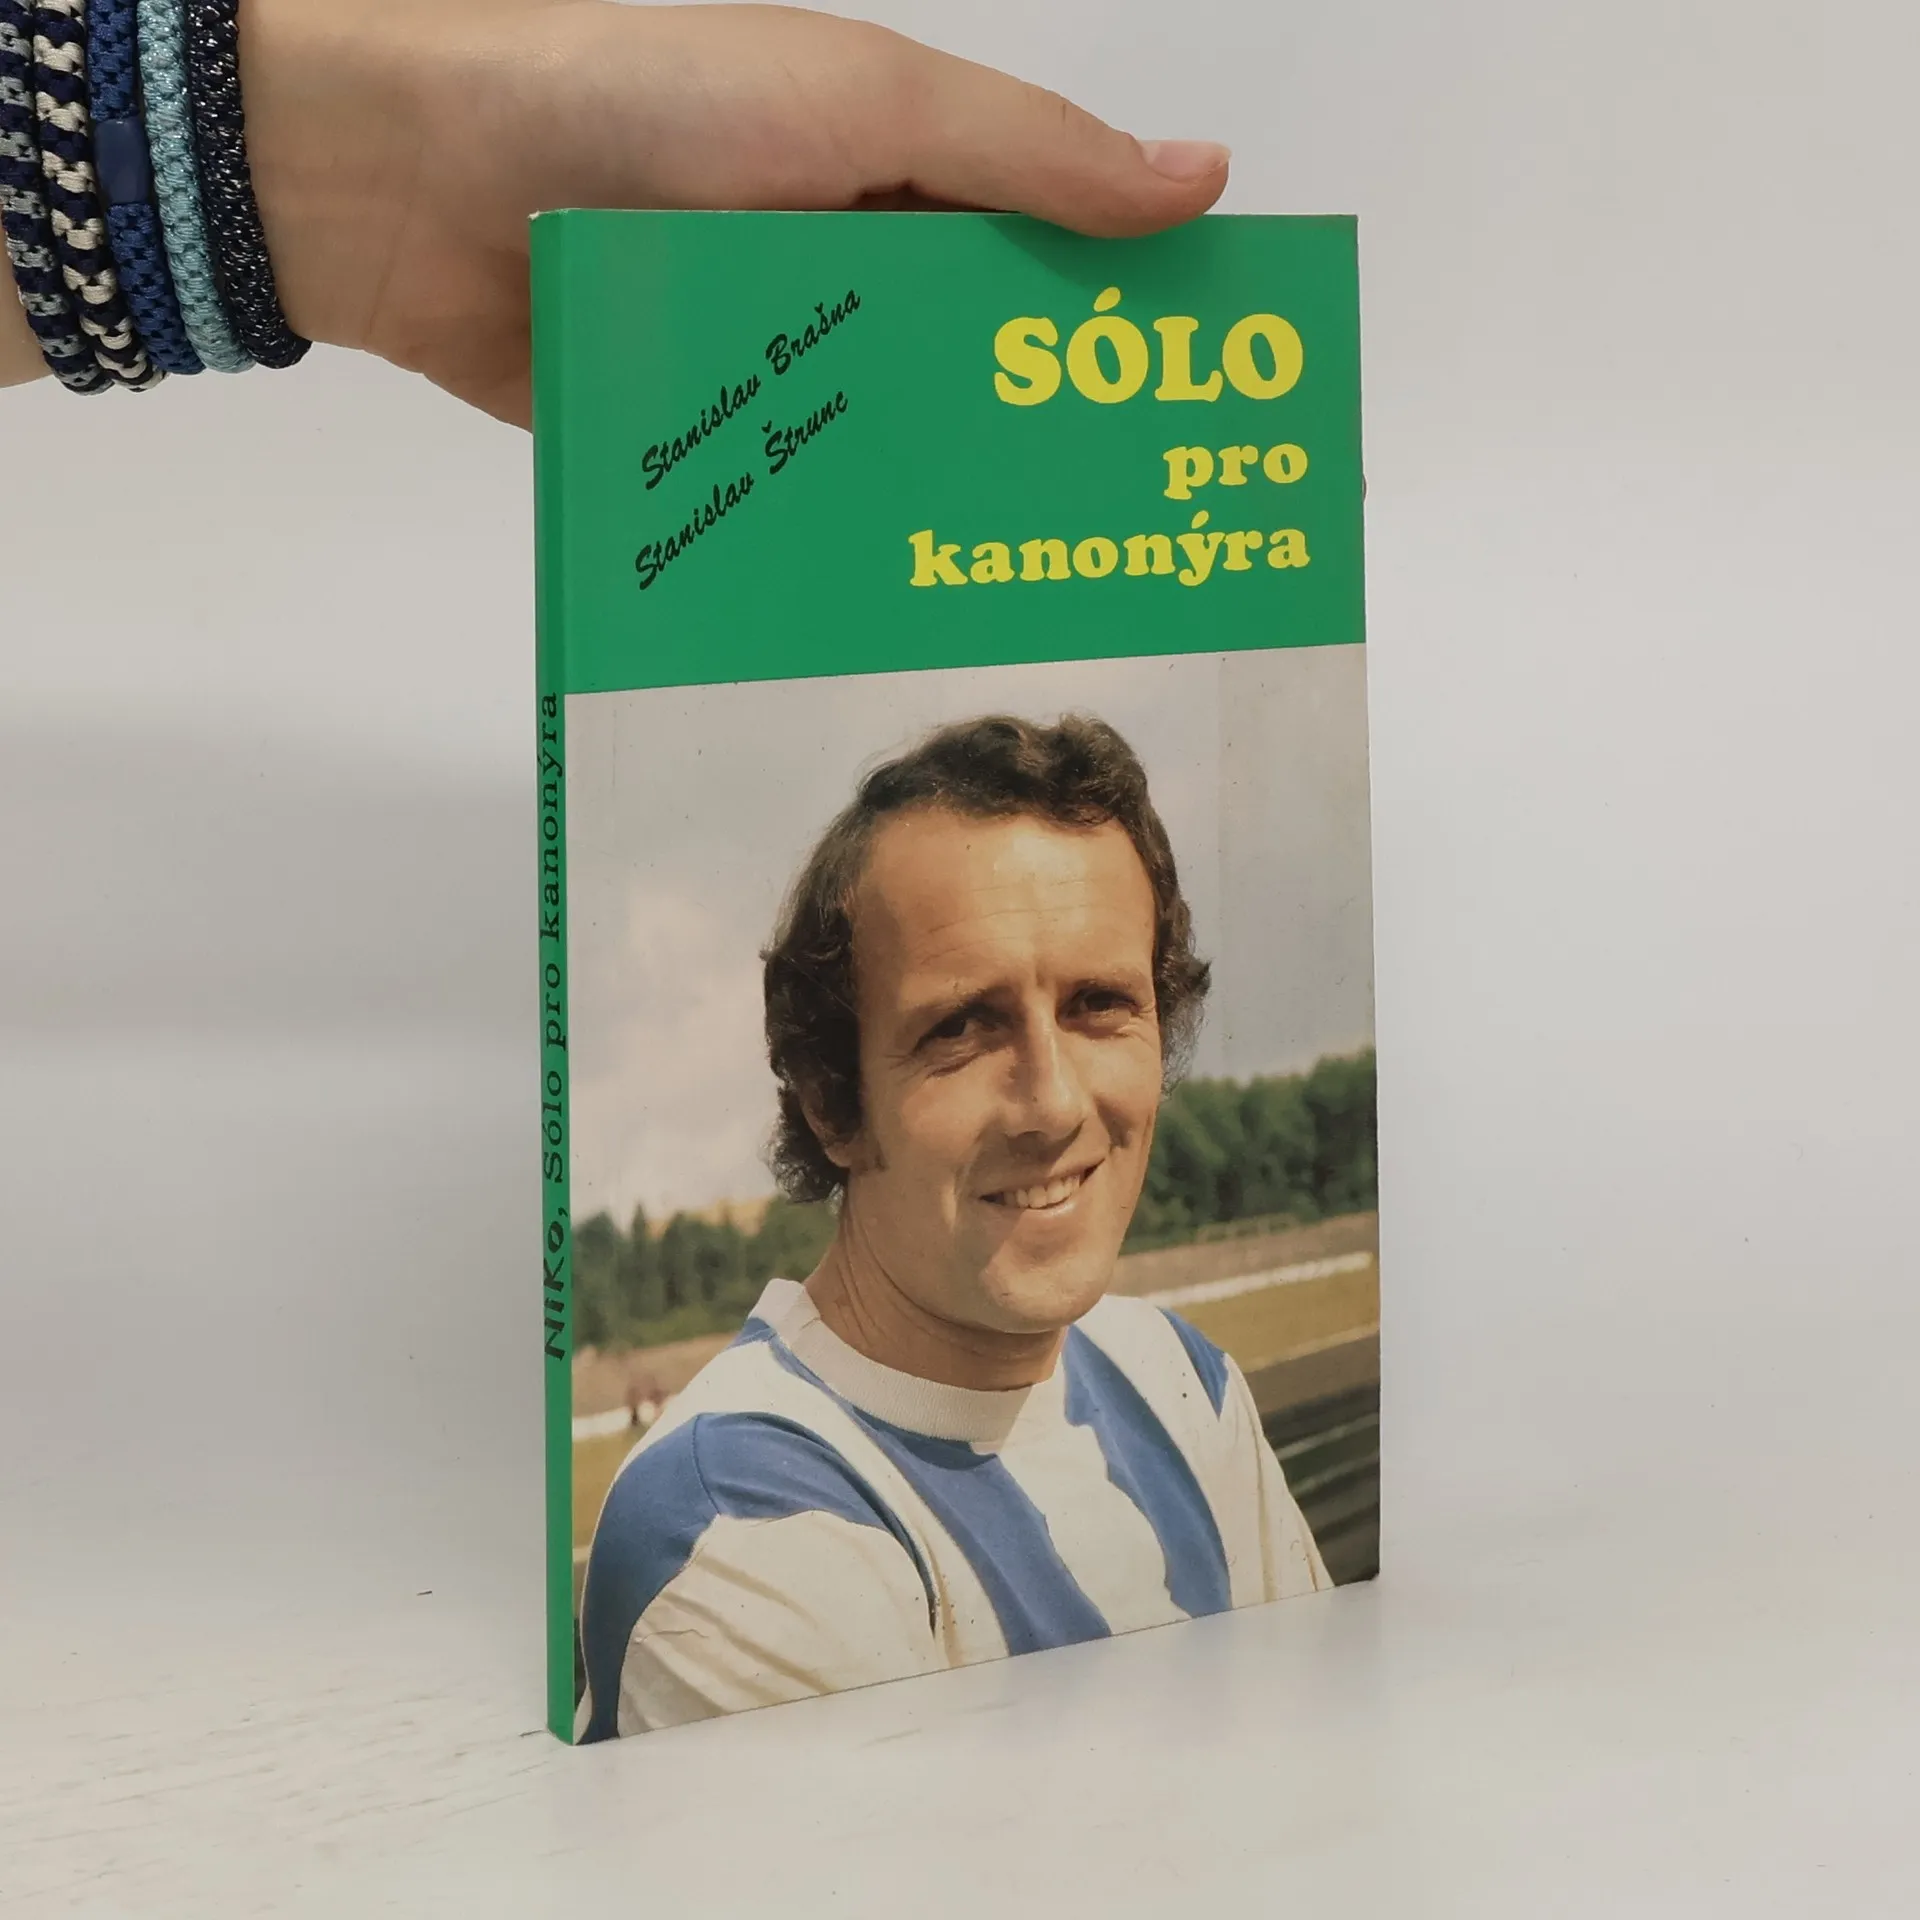 Stanislav Brašna
Stanislav Štrunc
SÓLO
pro
kanonýra
NiKo, Sólo pro kanonýra